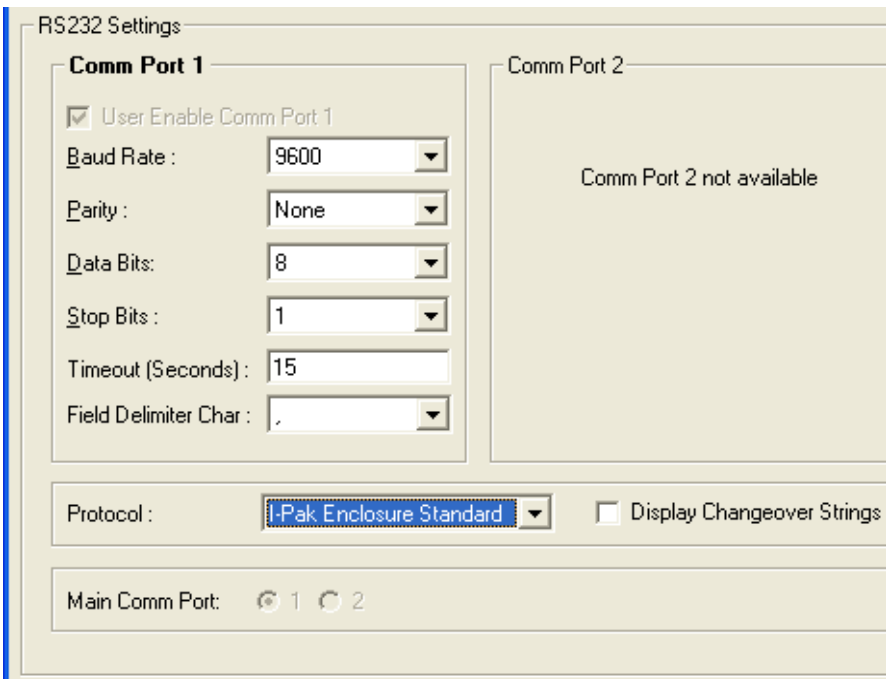 RS232 Settings
Comm Port 1
User Enable Comm Port 1
Baud Rate : 9600
Parity : None
Data Bits: 8
Stop Bits : 1
Timeout (Seconds) : 15
Field Delimiter Char : ,
Comm Port 2
Comm Port 2 not available
Protocol : I-Pak Enclosure Standard Display Changeover Strings
Main Comm Port: 1 2